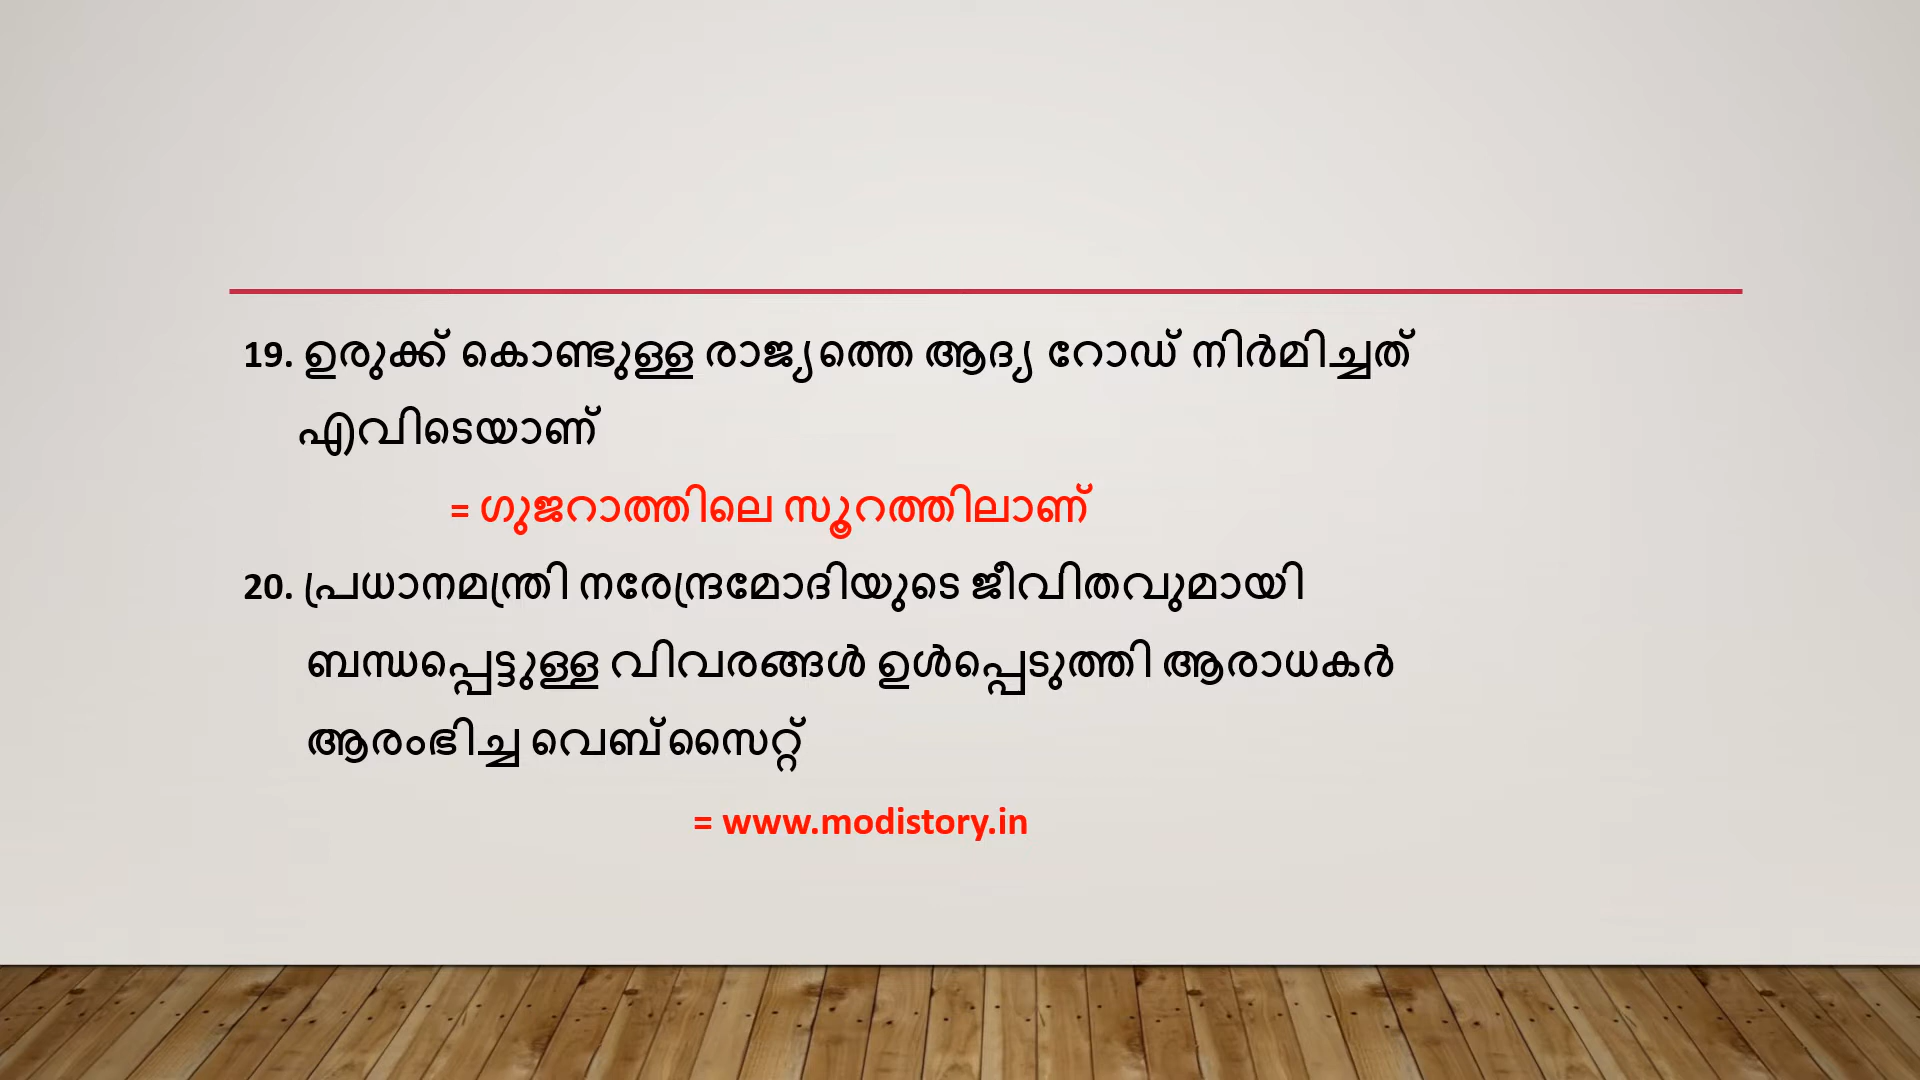 19. ഉരുക്ക് കൊണ്ടുള്ള രാജ്യത്തെ ആദ്യ റോഡ് നിർമിച്ചത്
എവിടെയാണ്
= ഗുജറാത്തിലെ സൂറത്തിലാണ്
20. പ്രധാനമന്ത്രി നരേന്ദ്രമോദിയുടെ ജീവിതവുമായി
ബന്ധപ്പെട്ടുള്ള വിവരങ്ങൾ ഉൾപ്പെടുത്തി ആരാധകർ
ആരംഭിച്ച വെബ്സൈറ്റ്
= www.modistory.in